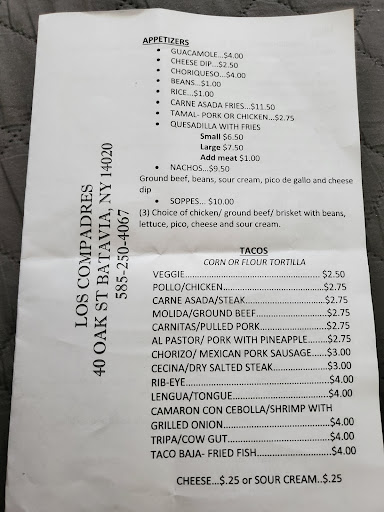 APPETIZERS
• GUACAMOLE...$4.00
• CHEESE DIP...$2.50
• CHORIQUESO...$4.00
• BEANS...$1.00
• RICE...$1.00
• CARNE ASADA FRIES...$11.50
• TAMAL- PORK OR CHICKEN...$2.75
• QUESADILLA WITH FRIES
Small $6.50
Large $7.50
Add meat $1.00
• NACHOS...$9.50
Ground beef, beans, sour cream, pico de gallo and cheese
dip
• SOPPES... $10.00
(3) Choice of chicken/ ground beef/ brisket with beans,
lettuce, pico, cheese and sour cream.
LOS COMPADRES
40 OAK ST BATAVIA, NY 14020
585-250-4067
TACOS
CORN OR FLOUR TORTILLA
VEGGIE................................................ $2.50
POLLO/CHICKEN................................$2.75
CARNE ASADA/STEAK.........................$2.75
MOLIDA/GROUND BEEF......................$2.75
CARNITAS/PULLED PORK....................$2.75
AL PASTOR/ PORK WITH PINEAPPLE.......$2.75
CHORIZO/ MEXICAN PORK SAUSAGE.....$3.00
CECINA/DRY SALTED STEAK..................$3.00
RIB-EYE................................................$4.00
LENGUA/TONGUE................................$4.00
CAMARON CON CEBOLLA/SHRIMP WITH
GRILLED ONION....................................$4.00
TRIPA/COW GUT...................................$4.00
TACO BAJA- FRIED FISH.........................$4.00
CHEESE...$.25 or SOUR CREAM..$.25